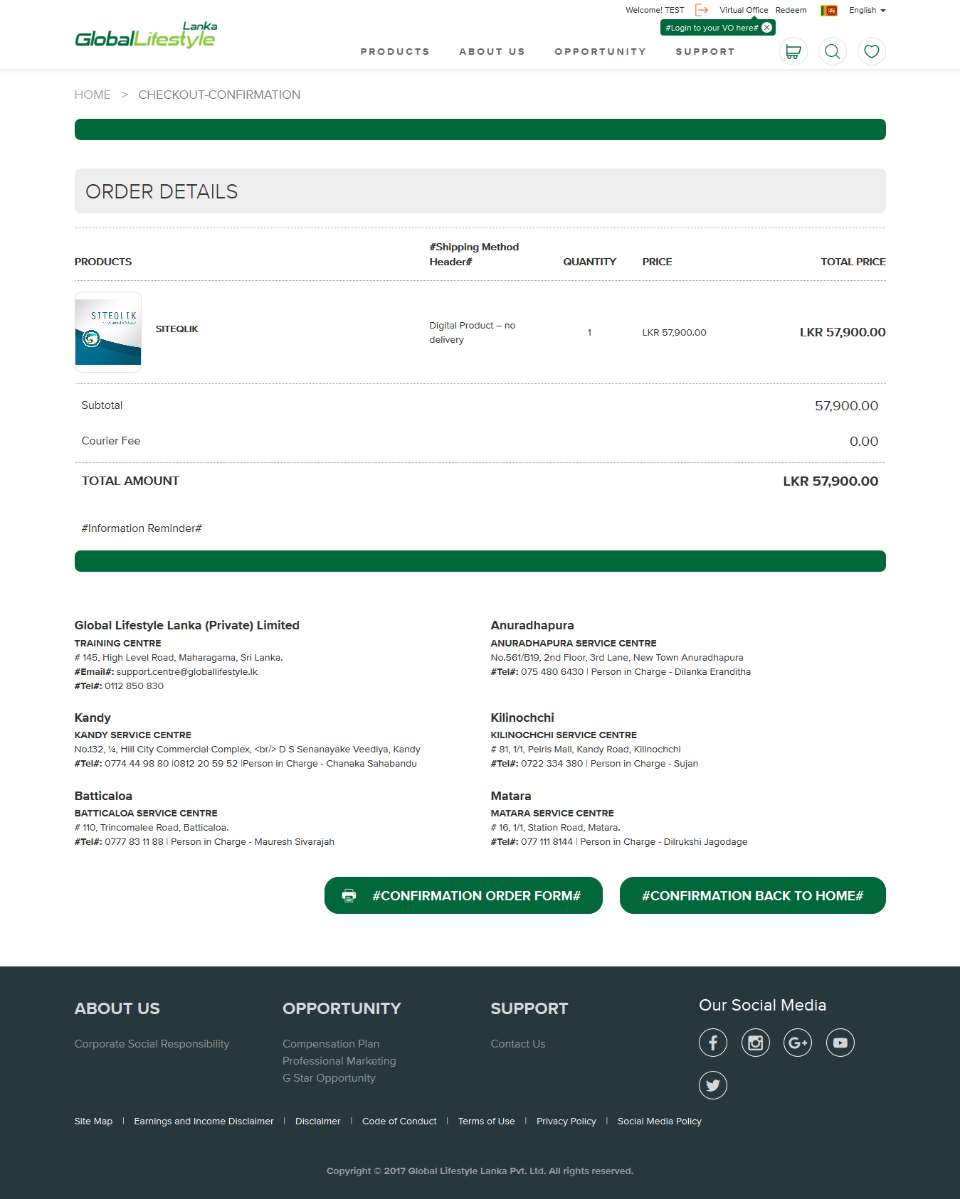 Welcome! TEST Virtual Office Redeem English
#Login to your VO here#
Lanka
GlobalLifestyle
PRODUCTS ABOUT US OPPORTUNITY SUPPORT
HOME > CHECKOUT-CONFIRMATION
ORDER DETAILS
PRODUCTS #Shipping Method Header# QUANTITY PRICE TOTAL PRICE
SITEQLIK
SITEQLIK Digital Product – no delivery 1 LKR 57,900.00 LKR 57,900.00
Subtotal 57,900.00
Courier Fee 0.00
TOTAL AMOUNT LKR 57,900.00
#Information Reminder#
Global Lifestyle Lanka (Private) Limited
TRAINING CENTRE
# 145, High Level Road, Maharagama, Sri Lanka.
#Email#: support.centre@globallifestyle.lk
#Tel#: 0112 850 830
Anuradhapura
ANURADHAPURA SERVICE CENTRE
No.561/B19, 2nd Floor, 3rd Lane, New Town Anuradhapura
#Tel#: 075 480 6430 | Person in Charge - Dilanka Eranditha
Kandy
KANDY SERVICE CENTRE
No.132, ¼, Hill City Commercial Complex, <br/> D S Senanayake Veediya, Kandy
#Tel#: 0774 44 98 80 |0812 20 59 52 |Person in Charge - Chanaka Sahabandu
Kilinochchi
KILINOCHCHI SERVICE CENTRE
# 81, 1/1, Peiris Mall, Kandy Road, Kilinochchi
#Tel#: 0722 334 380 | Person in Charge - Sujan
Batticaloa
BATTICALOA SERVICE CENTRE
# 110, Trincomalee Road, Batticaloa.
#Tel#: 0777 83 11 88 | Person in Charge - Mauresh Sivarajah
Matara
MATARA SERVICE CENTRE
# 16, 1/1, Station Road, Matara.
#Tel#: 077 111 8144 | Person in Charge - Dilrukshi Jagodage
#CONFIRMATION ORDER FORM# #CONFIRMATION BACK TO HOME#
ABOUT US
Corporate Social Responsibility
OPPORTUNITY
Compensation Plan
Professional Marketing
G Star Opportunity
SUPPORT
Contact Us
Our Social Media
Site Map | Earnings and Income Disclaimer | Disclaimer | Code of Conduct | Terms of Use | Privacy Policy | Social Media Policy
Copyright © 2017 Global Lifestyle Lanka Pvt. Ltd. All rights reserved.